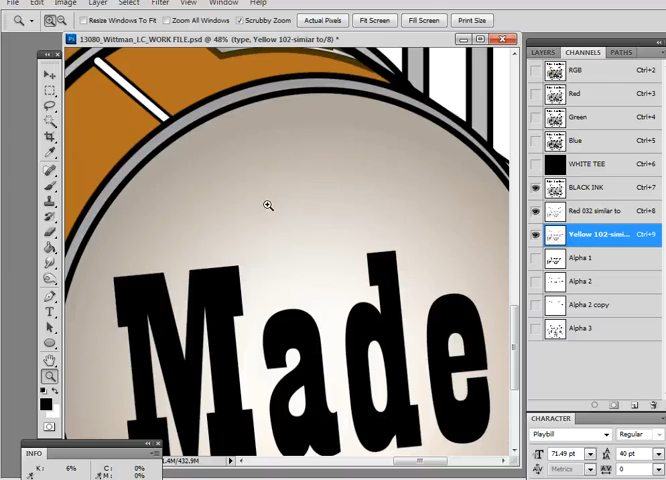 File Edit Image Layer Select Filter View Window Help
Resize Windows To Fit Zoom All Windows Scrubby Zoom Actual Pixels Fit Screen Fill Screen Print Size
13080_Wittman_LC_WORK FILE.psd @ 48% (type, Yellow 102-simiar to/8) *
LAYERS CHANNELS PATHS
RGB Ctrl+2
Red Ctrl+3
Green Ctrl+4
Blue Ctrl+5
WHITE TEE Ctrl+6
BLACK INK Ctrl+7
Red 032 similar to Ctrl+8
Yellow 102-simi... Ctrl+9
Alpha 1
Alpha 2
Alpha 2 copy
Alpha 3
Made
CHARACTER
Playbill Regular
71.49 pt 40 pt
Metrics 0
1.4M/432.9M
INFO
K: 6% C: 0%
M: 0%